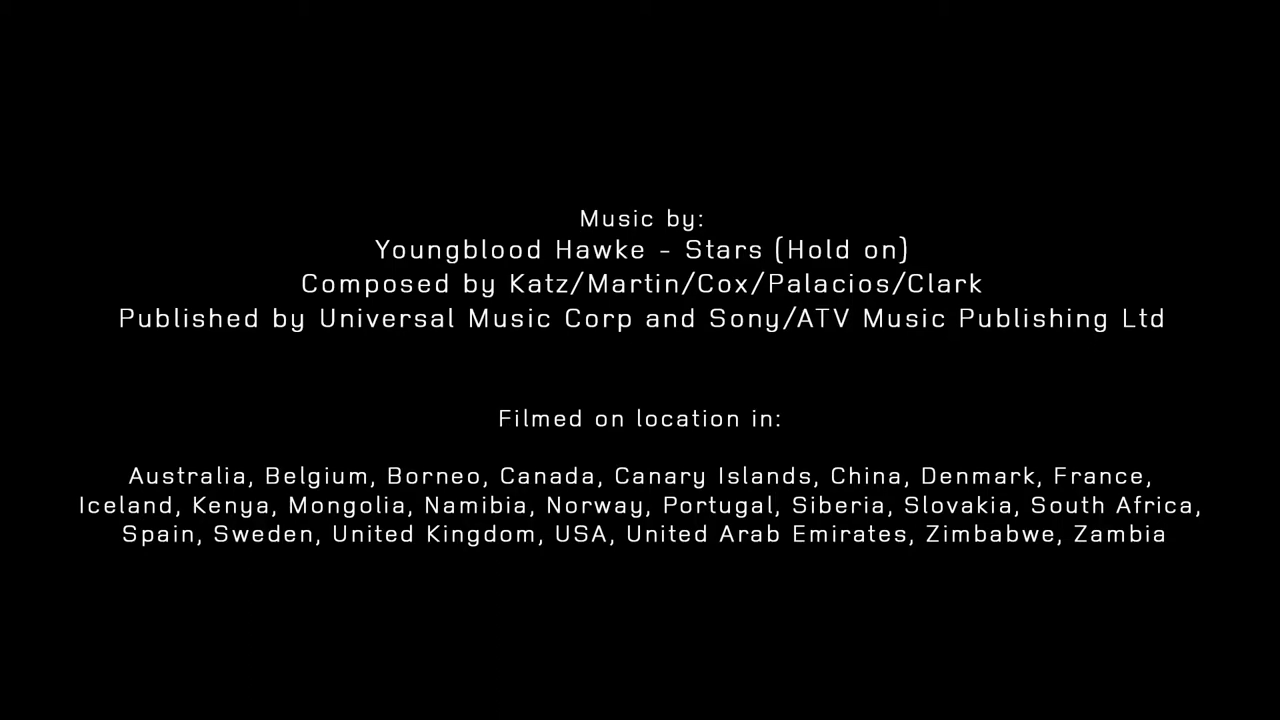 Music by:
Youngblood Hawke - Stars (Hold on)
Composed by Katz/Martin/Cox/Palacios/Clark
Published by Universal Music Corp and Sony/ATV Music Publishing Ltd
Filmed on location in:
Australia, Belgium, Borneo, Canada, Canary Islands, China, Denmark, France,
Iceland, Kenya, Mongolia, Namibia, Norway, Portugal, Siberia, Slovakia, South Africa,
Spain, Sweden, United Kingdom, USA, United Arab Emirates, Zimbabwe, Zambia